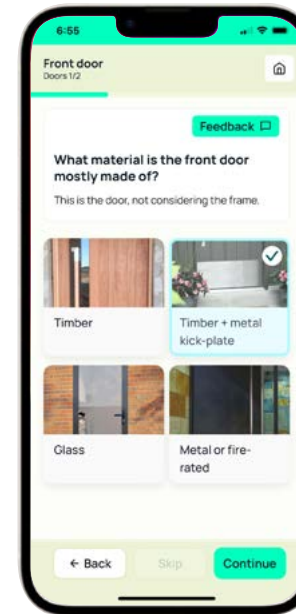 6:55
Front door
Doors 1/2
Feedback
What material is the front door
mostly made of?
This is the door, not considering the frame.
Timber
Timber + metal
kick-plate
Glass
Metal or fire-
rated
← Back
Skip
Continue